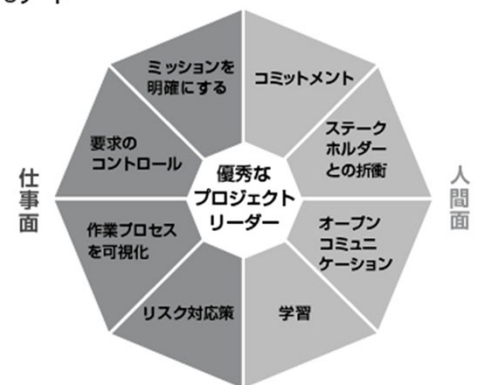 ミッションを
明確にする
コミットメント
要求の
コントロール
ステーク
ホルダー
との折衝
仕事面
優秀な
プロジェクト
リーダー
人間面
作業プロセス
を可視化
オープン
コミュニ
ケーション
リスク対応策
学習